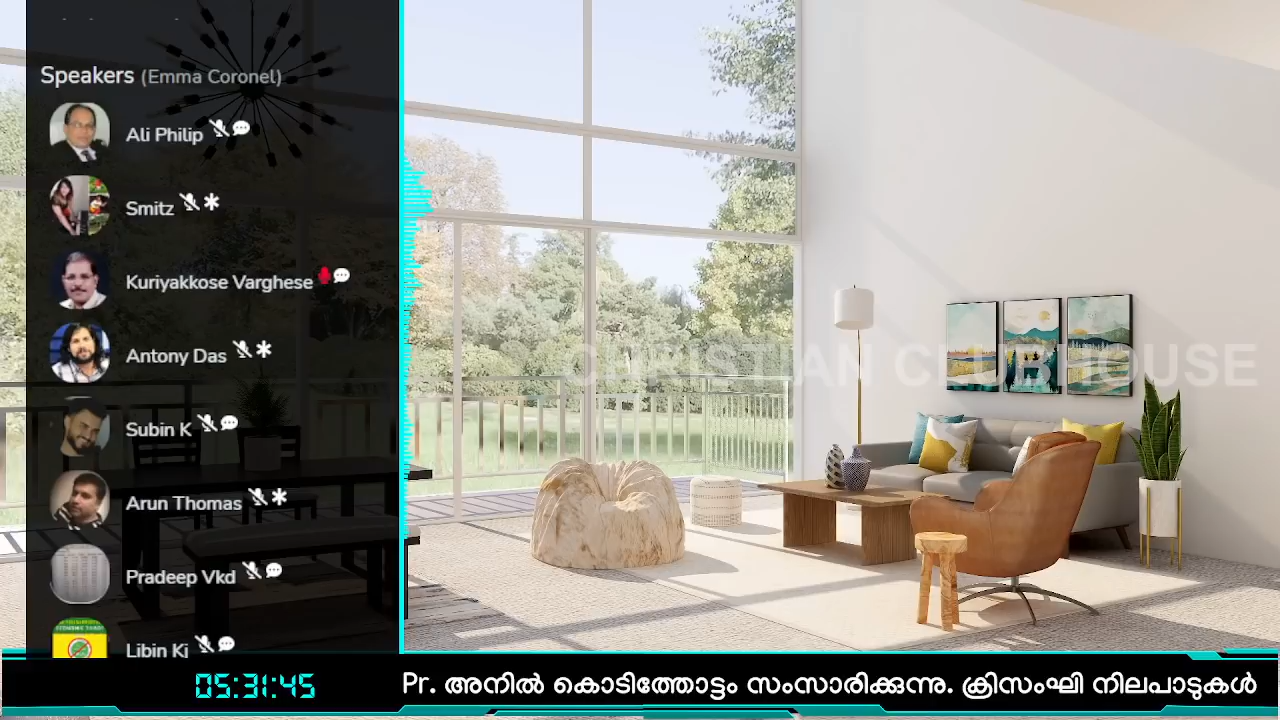 Speakers (Emma Coronel)
Ali Philip
Smitz
Kuriyakkose Varghese
Antony Das
Subin K
Arun Thomas
Pradeep Vkd
Libin Kj
CHRISTIAN CLUBHOUSE
05:31:45
Pr. അനിൽ കൊടിത്തോട്ടം സംസാരിക്കുന്നു. ക്രിസംഘി നിലപാടുകൾ